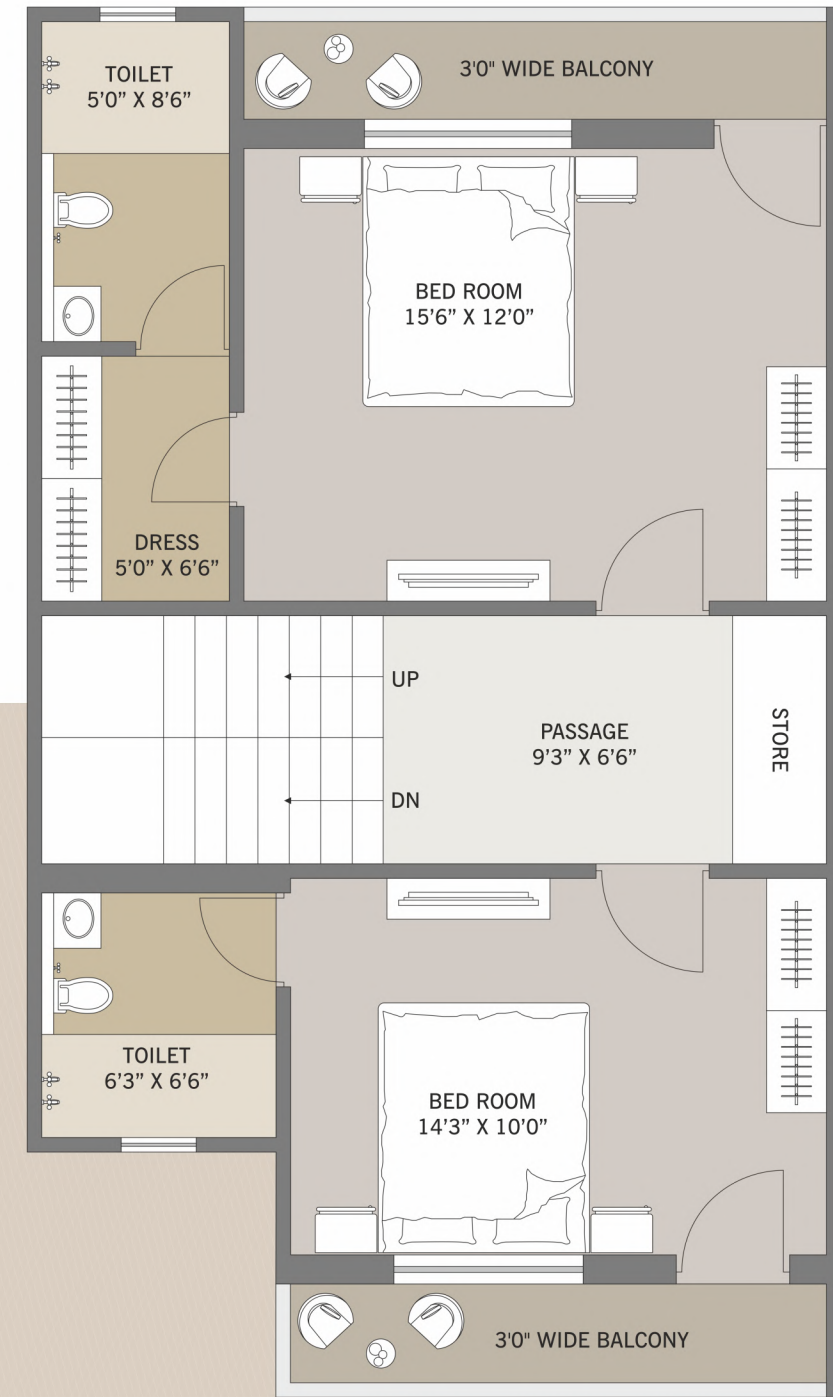 TOILET
5’0” X 8’6”
3'0" WIDE BALCONY
BED ROOM
15’6” X 12’0”
DRESS
5’0” X 6’6”
UP
PASSAGE
9’3” X 6’6”
STORE
DN
TOILET
6’3” X 6’6”
BED ROOM
14’3” X 10’0”
3'0" WIDE BALCONY